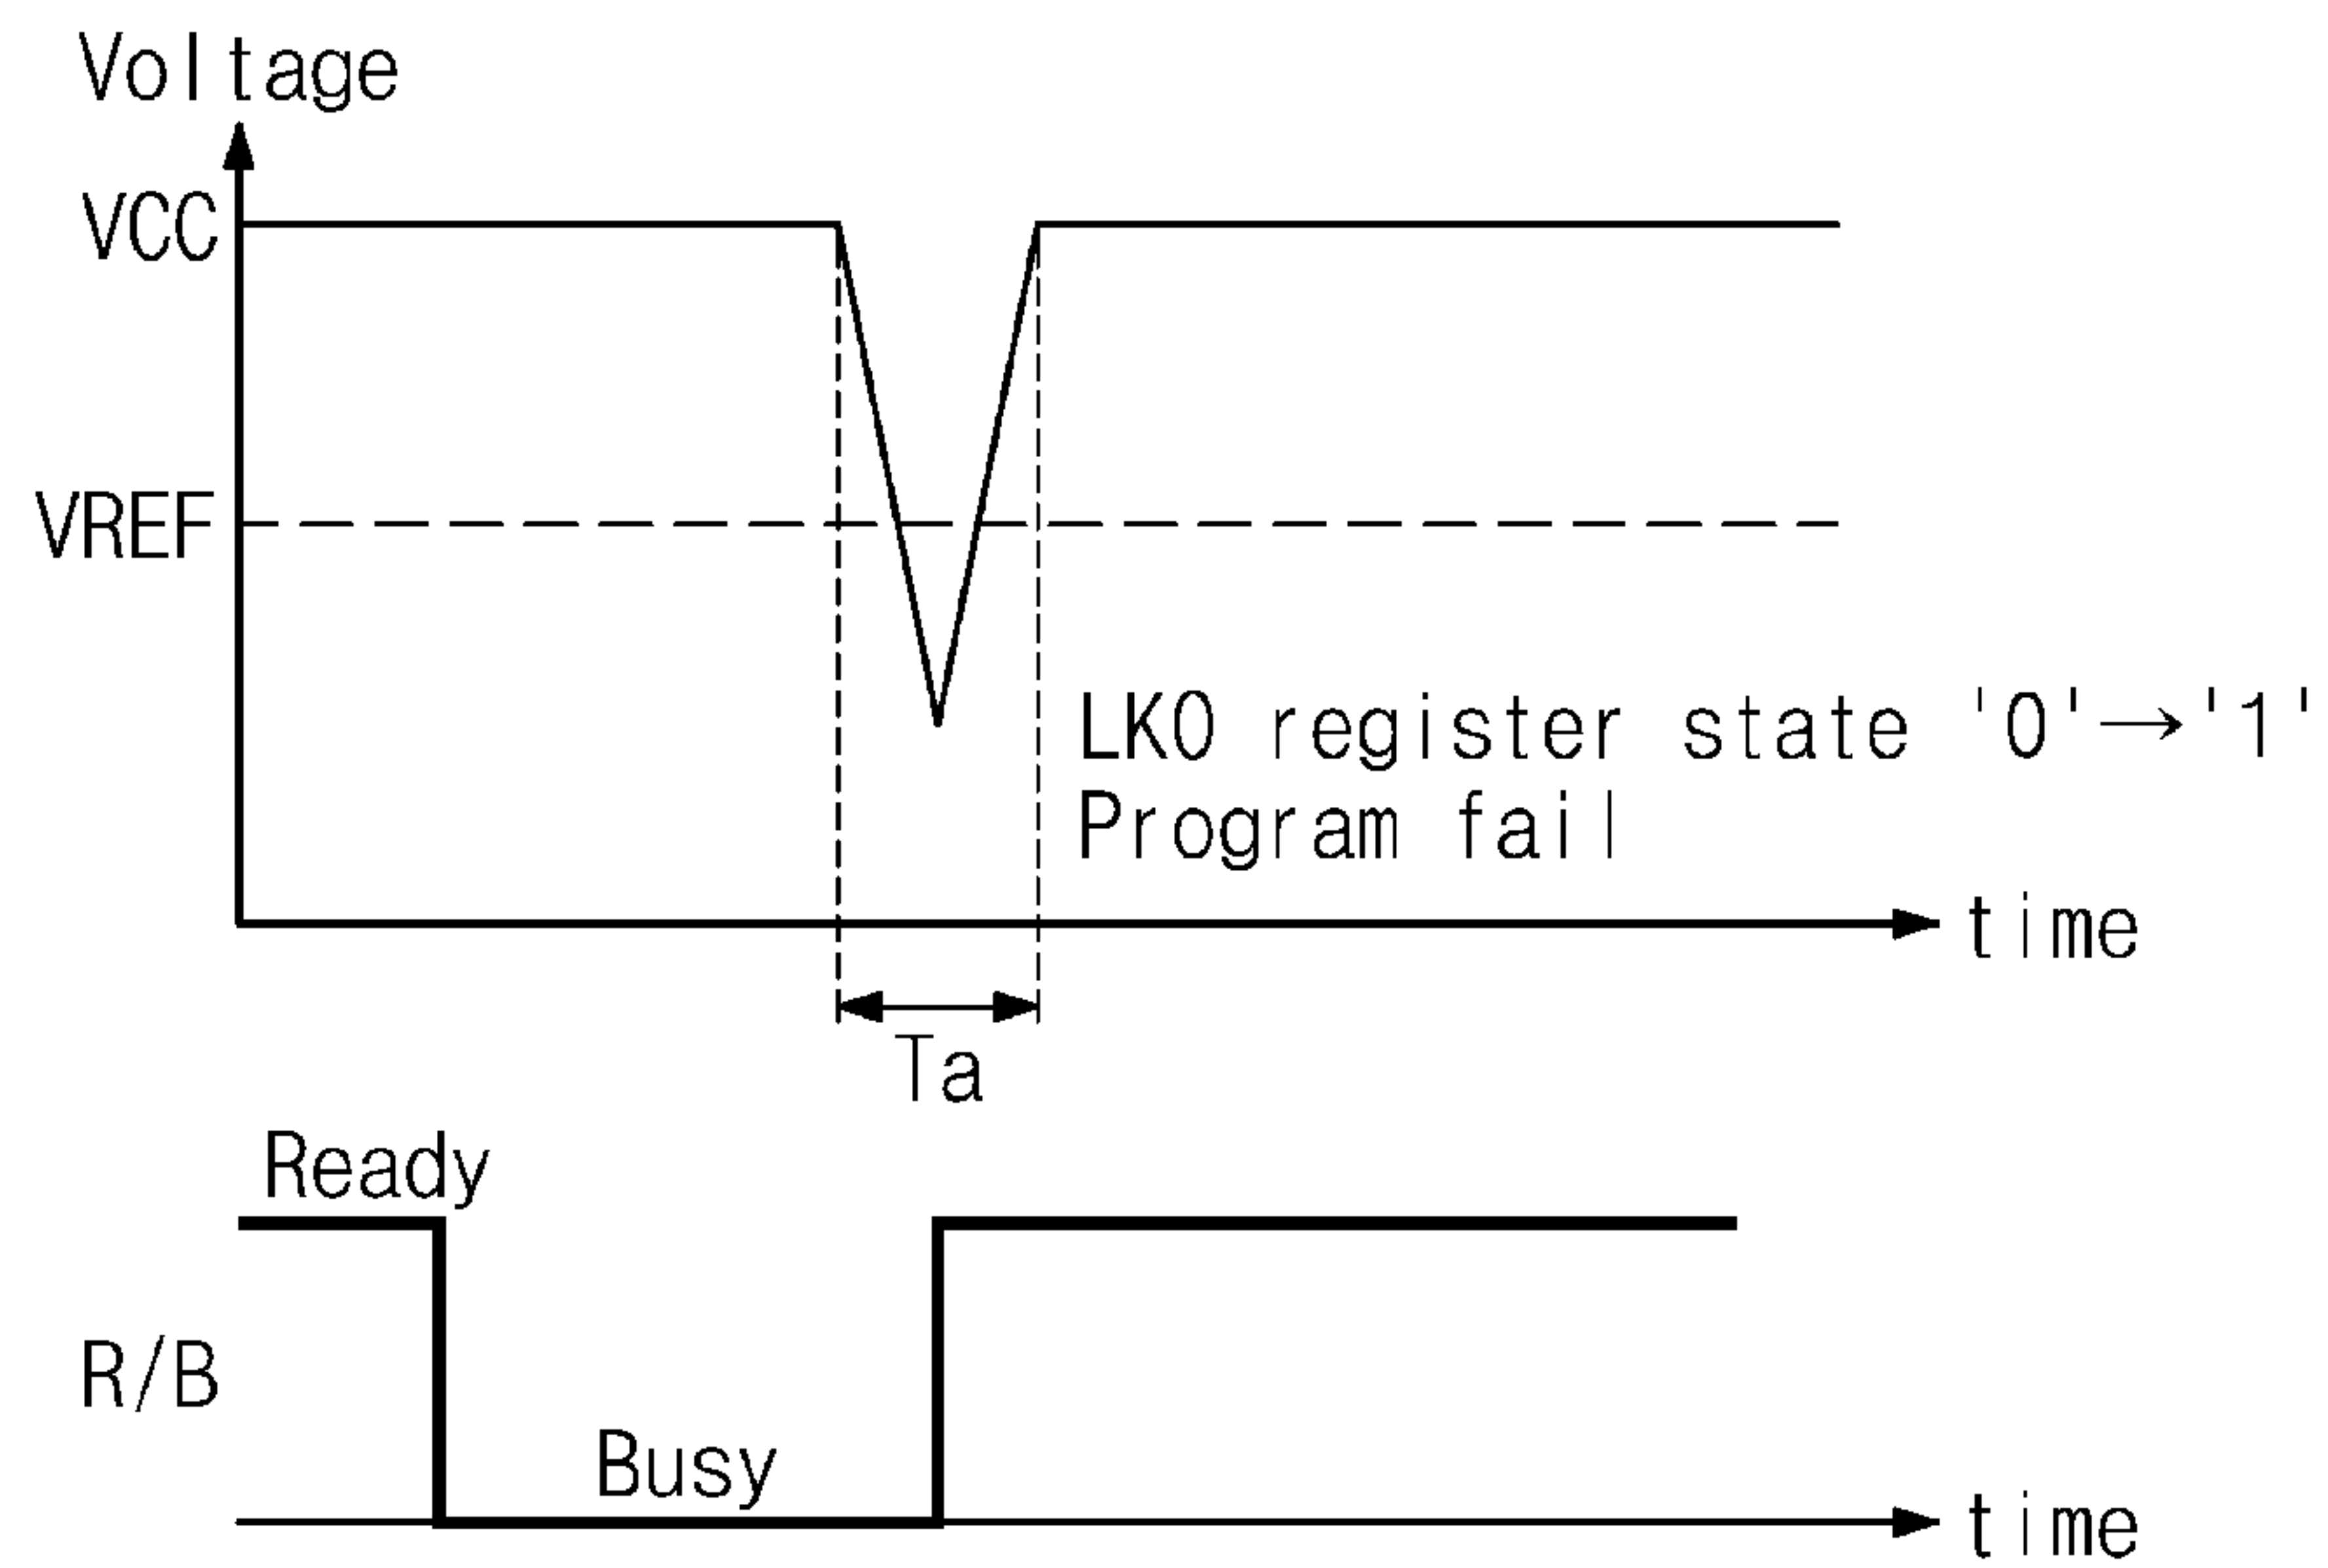 Voltage
VCC
VREF
LKO register state '0'→'1'
Program fail
time
Ta
Ready
R/B
Busy
time